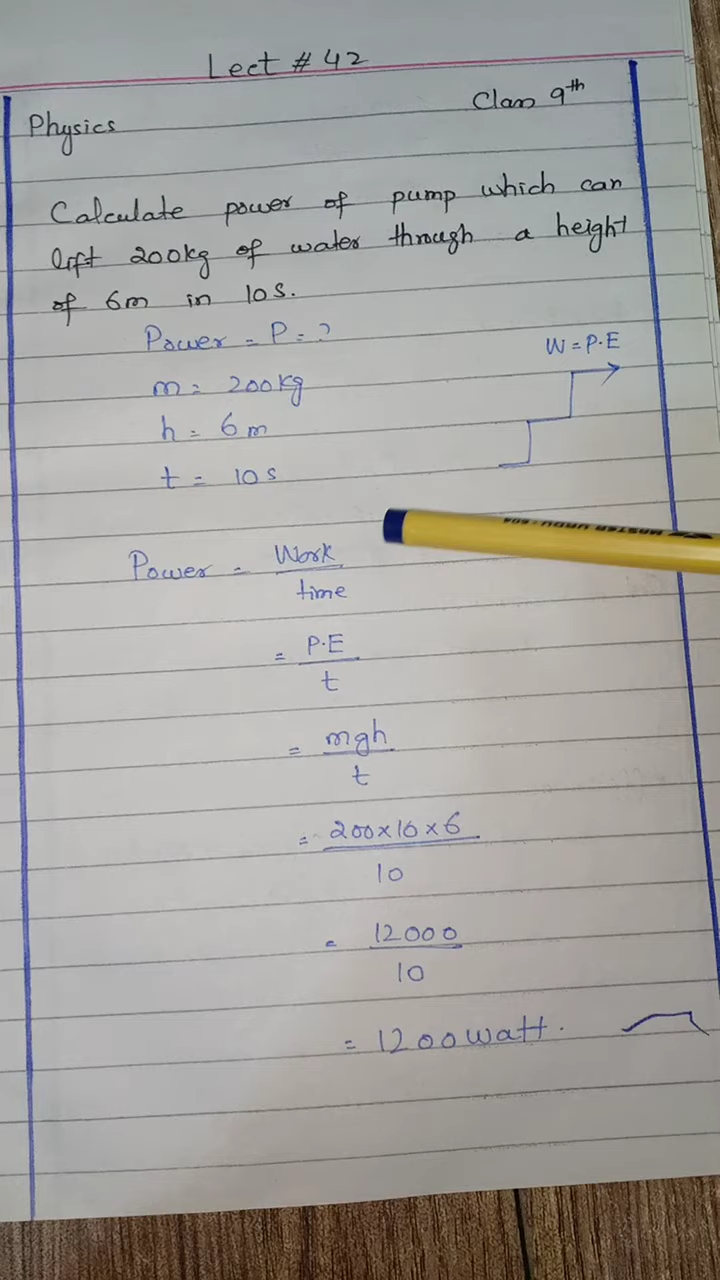 Lect # 42
Physics
Class 9th
Calculate power of pump which can
lift 200kg of water through a height
of 6m in 10s.
Power = P = ?
m = 200kg
h = 6m
t = 10s
W = P.E
Power = Work
time
= P.E
t
= mgh
t
= 200 x 10 x 6
10
= 12000
10
= 1200 watt.